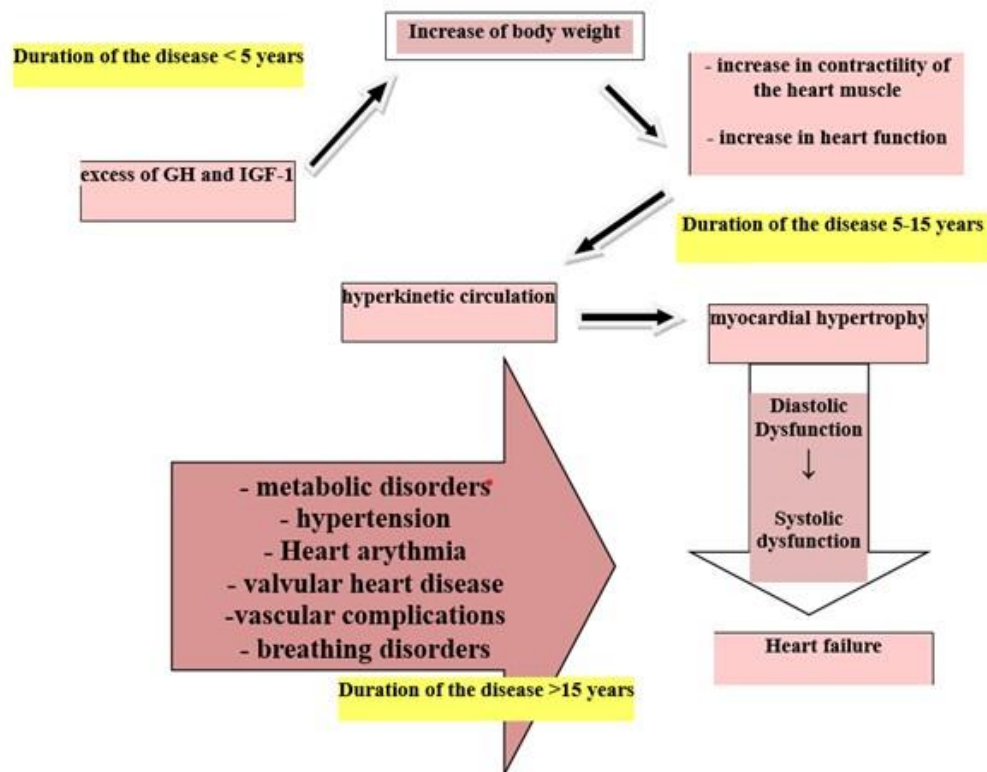 Increase of body weight
Duration of the disease < 5 years
- increase in contractility of
the heart muscle
- increase in heart function
excess of GH and IGF-1
Duration of the disease 5-15 years
hyperkinetic circulation
myocardial hypertrophy
Diastolic
Dysfunction
↓
Systolic
dysfunction
- metabolic disorders
- hypertension
- Heart arythmia
- valvular heart disease
-vascular complications
- breathing disorders
Heart failure
Duration of the disease >15 years